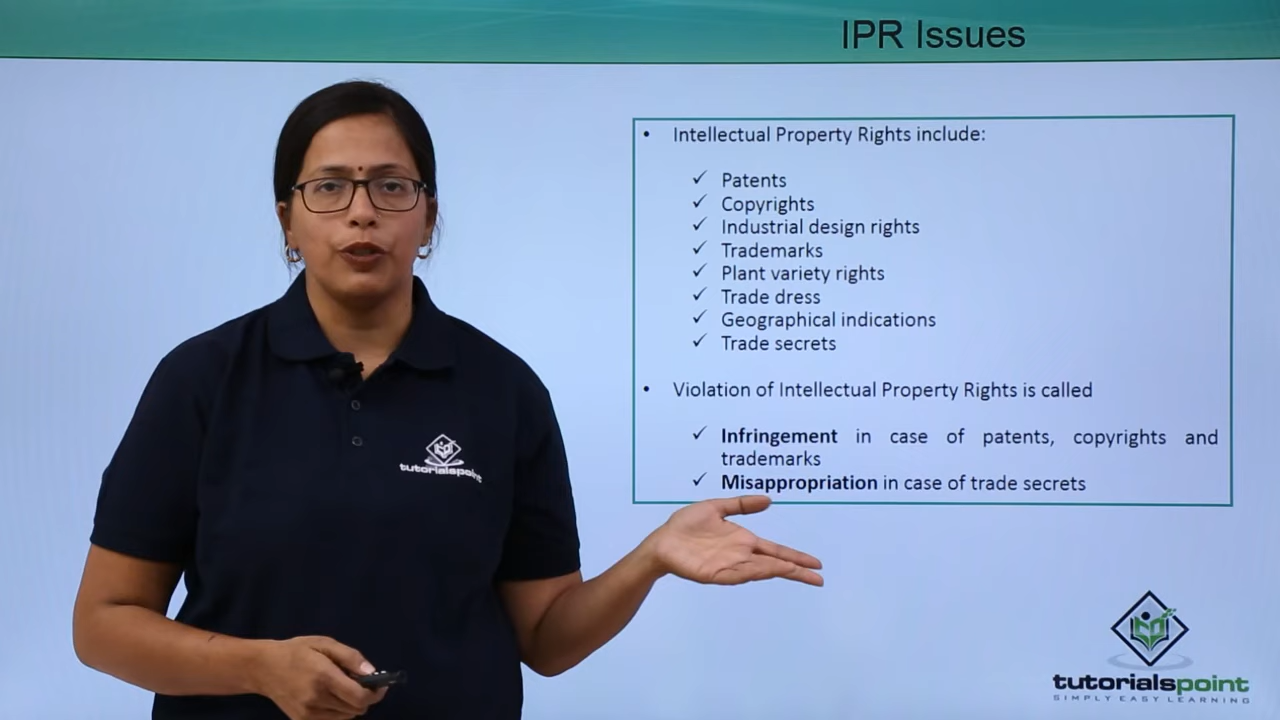 IPR Issues
• Intellectual Property Rights include:
✓ Patents
✓ Copyrights
✓ Industrial design rights
✓ Trademarks
✓ Plant variety rights
✓ Trade dress
✓ Geographical indications
✓ Trade secrets
• Violation of Intellectual Property Rights is called
✓ Infringement in case of patents, copyrights and
trademarks
✓ Misappropriation in case of trade secrets
tutorialspoint
tutorialspoint
SIMPLY EASY LEARNING